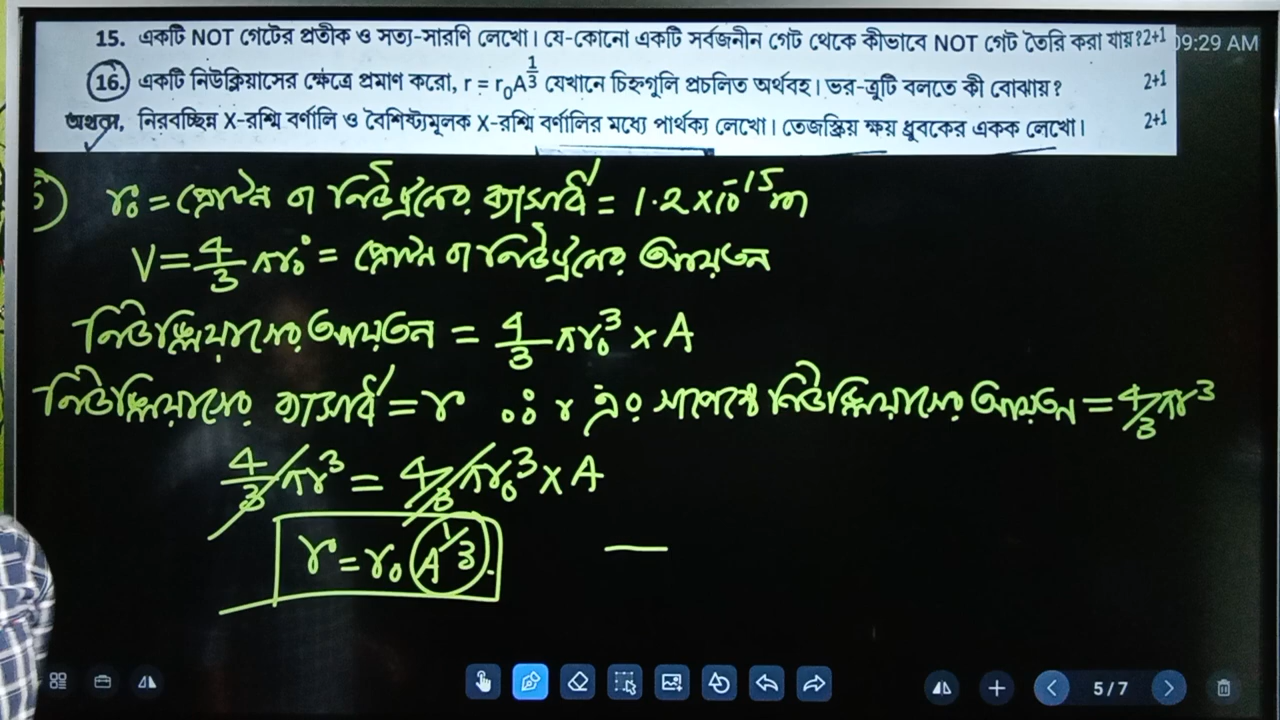 15. একটি NOT গেটের প্রতীক ও সত্য-সারণি লেখো। যে-কোনো একটি সর্বজনীন গেট থেকে কীভাবে NOT গেট তৈরি করা যায়? 2+1
09:29 AM
16. একটি নিউক্লিয়াসের ক্ষেত্রে প্রমাণ করো, r = r₀A^(1/3) যেখানে চিহ্নগুলি প্রচলিত অর্থবহ। ভর-ত্রুটি বলতে কী বোঝায়? 2+1
অথবা, নিরবচ্ছিন্ন X-রশ্মি বর্ণালি ও বৈশিষ্ট্যমূলক X-রশ্মি বর্ণালির মধ্যে পার্থক্য লেখো। তেজস্ক্রিয় ক্ষয় ধ্রুবকের একক লেখো। 2+1
r₀ = প্রোটন বা নিউট্রনের ব্যাসার্ধ = 1.2×10⁻¹⁵m
V = 4/3 πr₀³ = প্রোটন বা নিউট্রনের আয়তন
নিউক্লিয়াসের আয়তন = 4/3 πr₀³ × A
নিউক্লিয়াসের ব্যাসার্ধ = r ∴ r এর সাপেক্ষে নিউক্লিয়াসের আয়তন = 4/3 πr³
4/3 πr³ = 4/3 πr₀³ × A
r = r₀ A^(1/3).
5/7